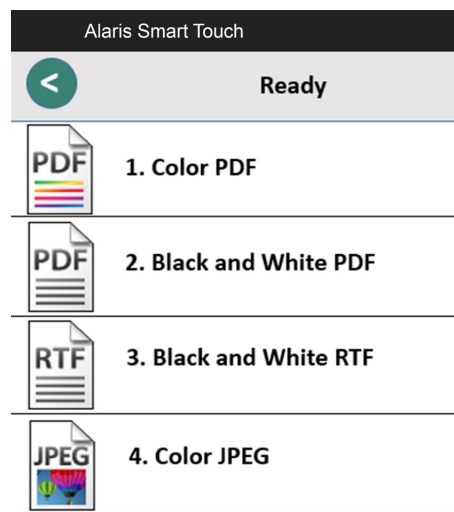 Alaris Smart Touch
<
Ready
PDF
1. Color PDF
PDF
2. Black and White PDF
RTF
3. Black and White RTF
JPEG
4. Color JPEG